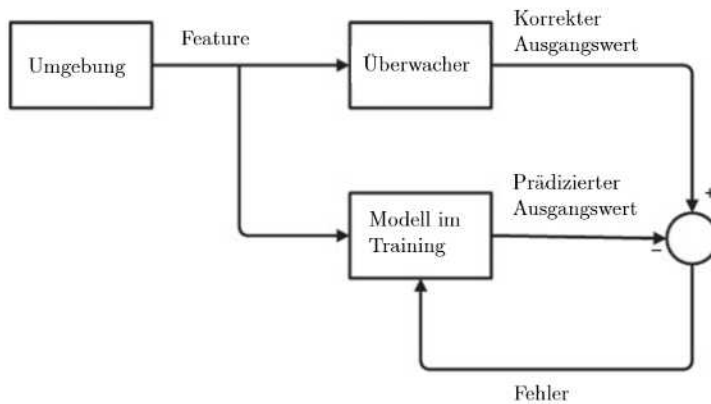 Umgebung
Feature
Überwacher
Korrekter
Ausgangswert
Modell im
Training
Prädizierter
Ausgangswert
+
−
Fehler